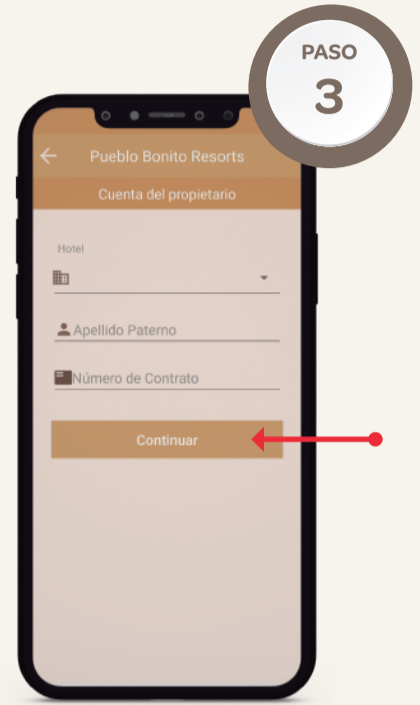 PASO
3
Pueblo Bonito Resorts
Cuenta del propietario
Hotel
Apellido Paterno
Número de Contrato
Continuar